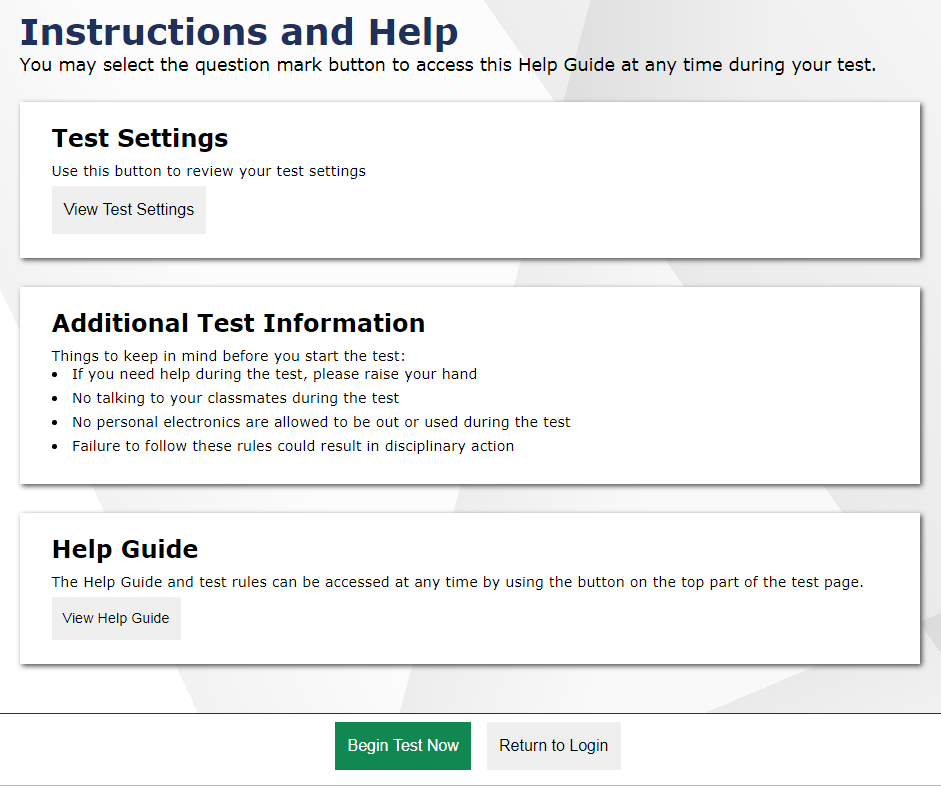 Instructions and Help
You may select the question mark button to access this Help Guide at any time during your test.
Test Settings
Use this button to review your test settings
View Test Settings
Additional Test Information
Things to keep in mind before you start the test:
• If you need help during the test, please raise your hand
• No talking to your classmates during the test
• No personal electronics are allowed to be out or used during the test
• Failure to follow these rules could result in disciplinary action
Help Guide
The Help Guide and test rules can be accessed at any time by using the button on the top part of the test page.
View Help Guide
Begin Test Now
Return to Login